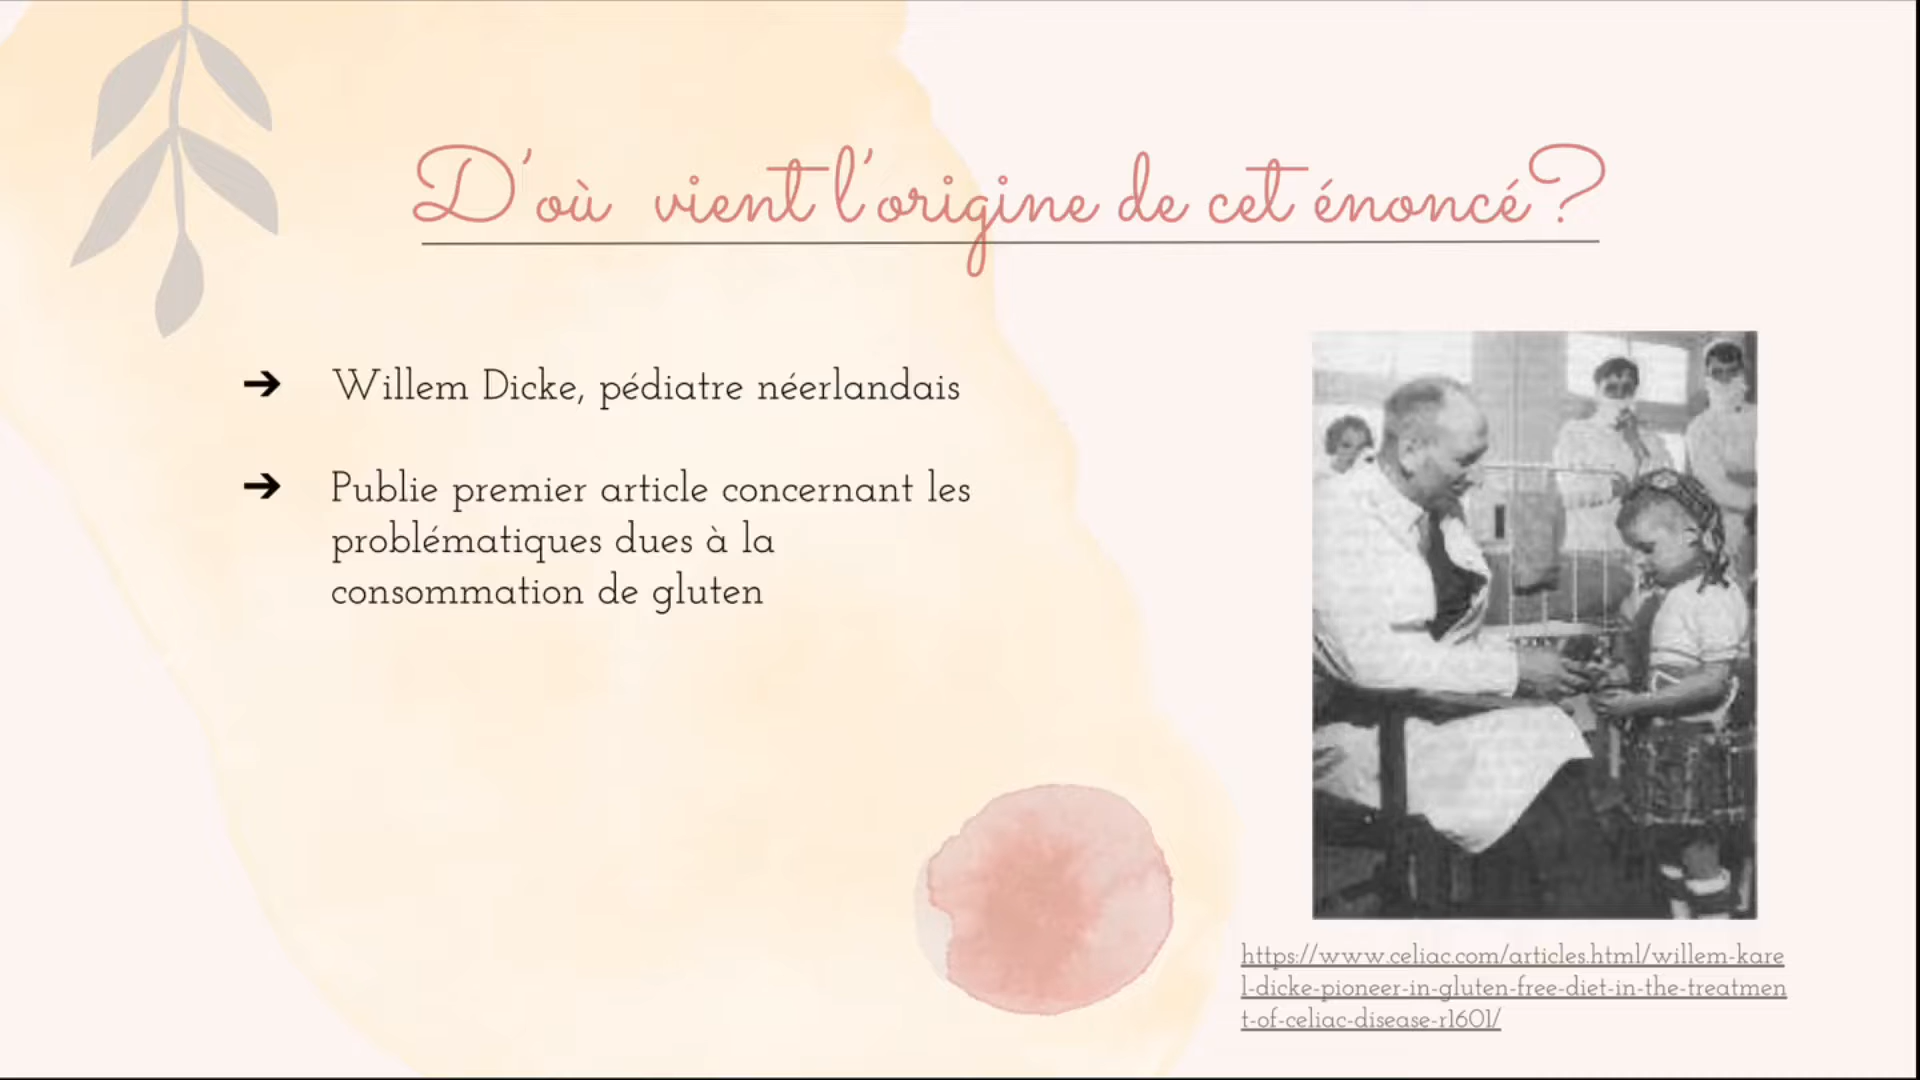 D'où vient l'origine de cet énoncé?
➔ Willem Dicke, pédiatre néerlandais
➔ Publie premier article concernant les
problématiques dues à la
consommation de gluten
https://www.celiac.com/articles.html/willem-kare
l-dicke-pioneer-in-gluten-free-diet-in-the-treatmen
t-of-celiac-disease-r1601/